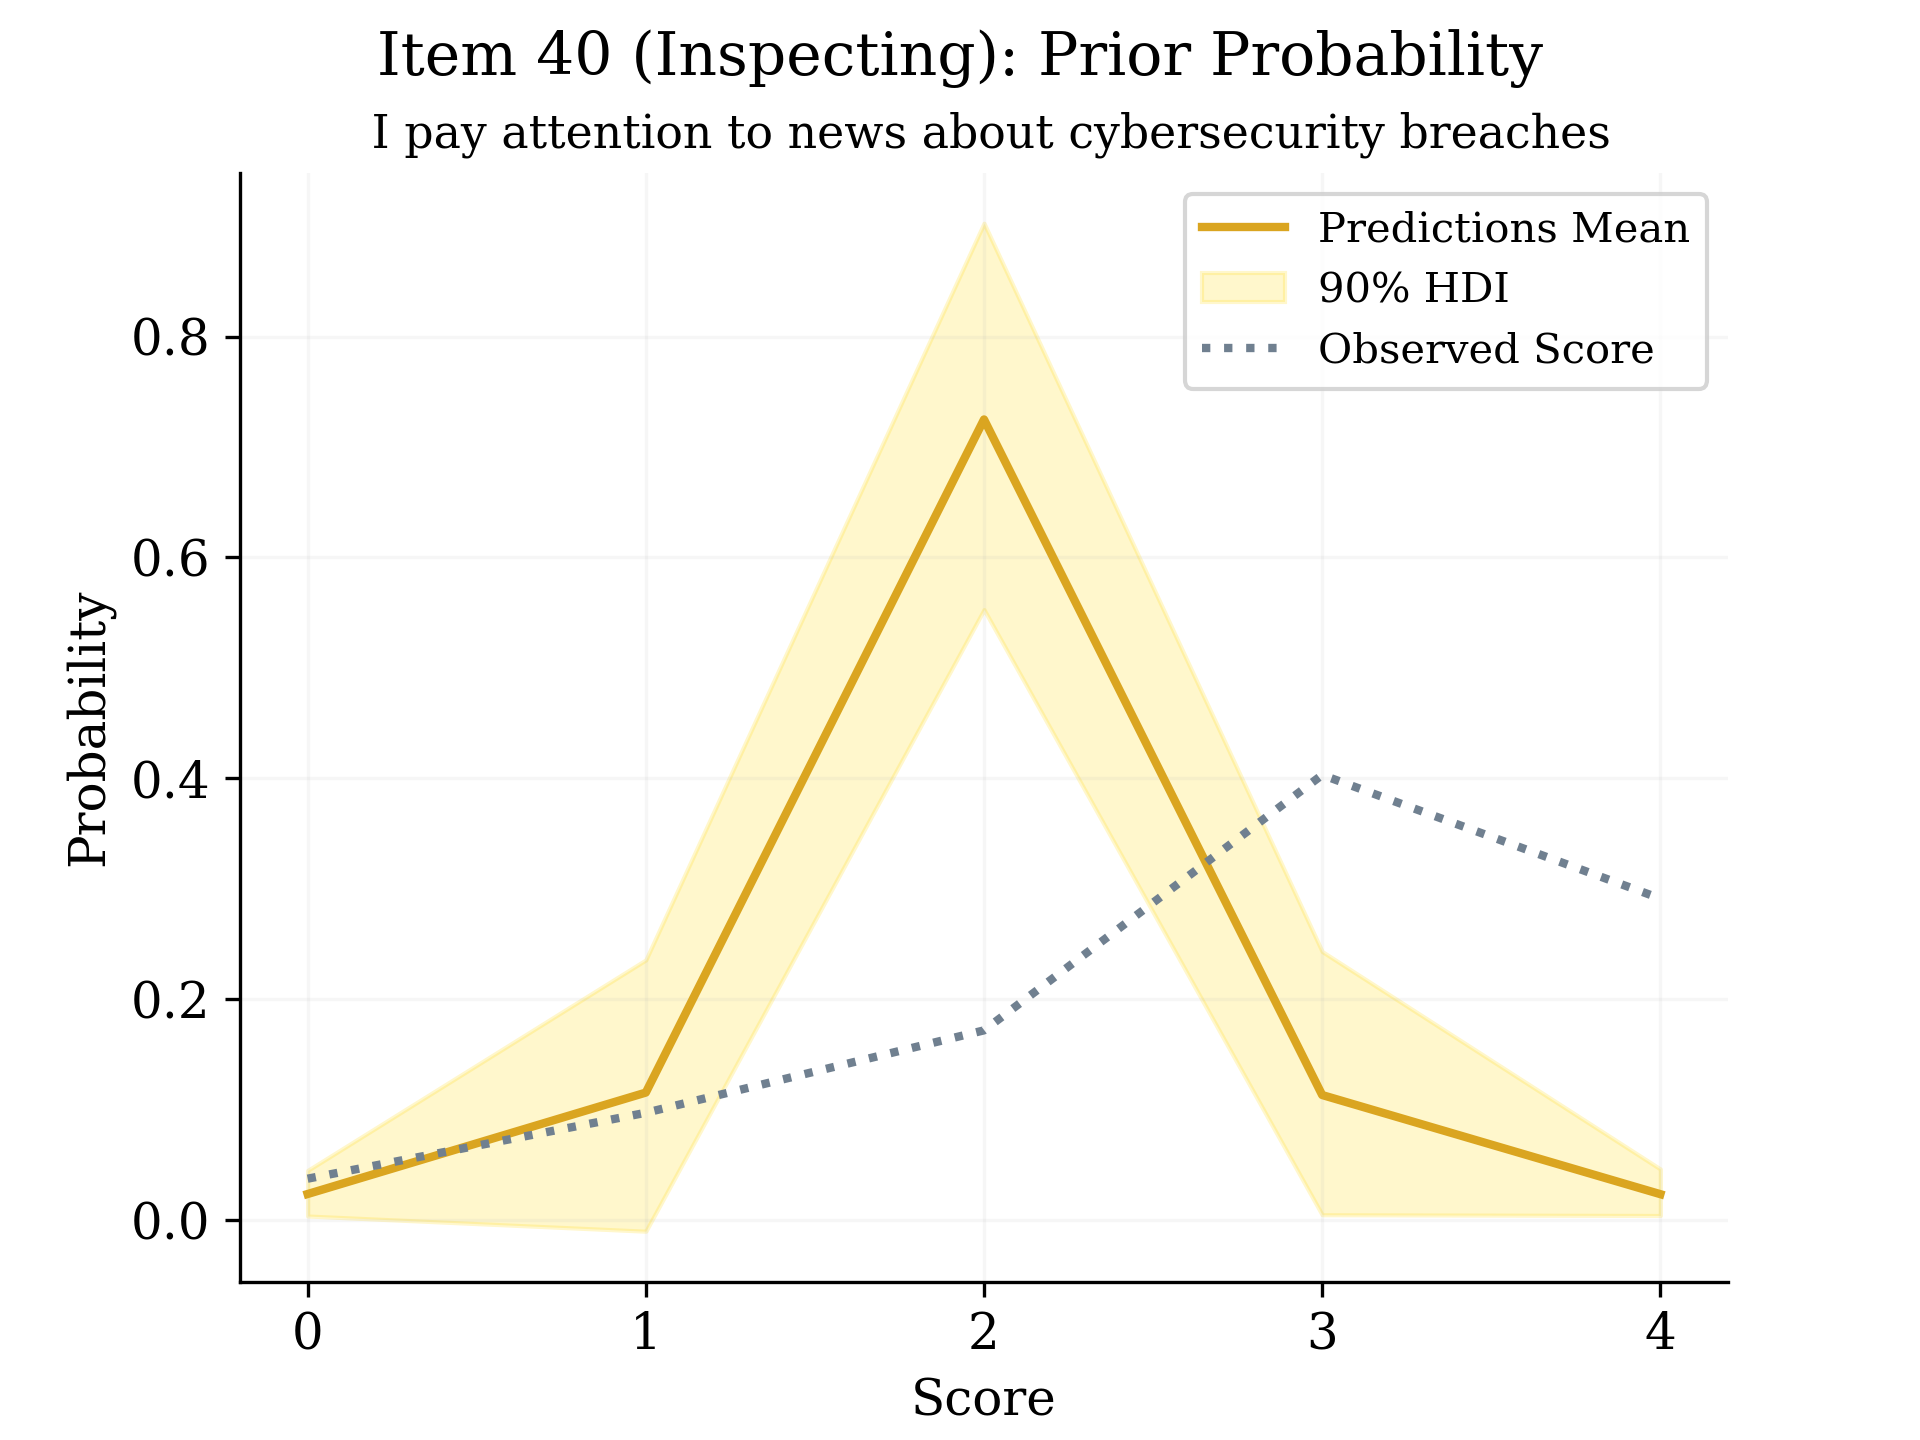 Item 40 (Inspecting): Prior Probability
I pay attention to news about cybersecurity breaches
Predictions Mean
90% HDI
Observed Score
Probability
0.8
0.6
0.4
0.2
0.0
0 1 2 3 4
Score